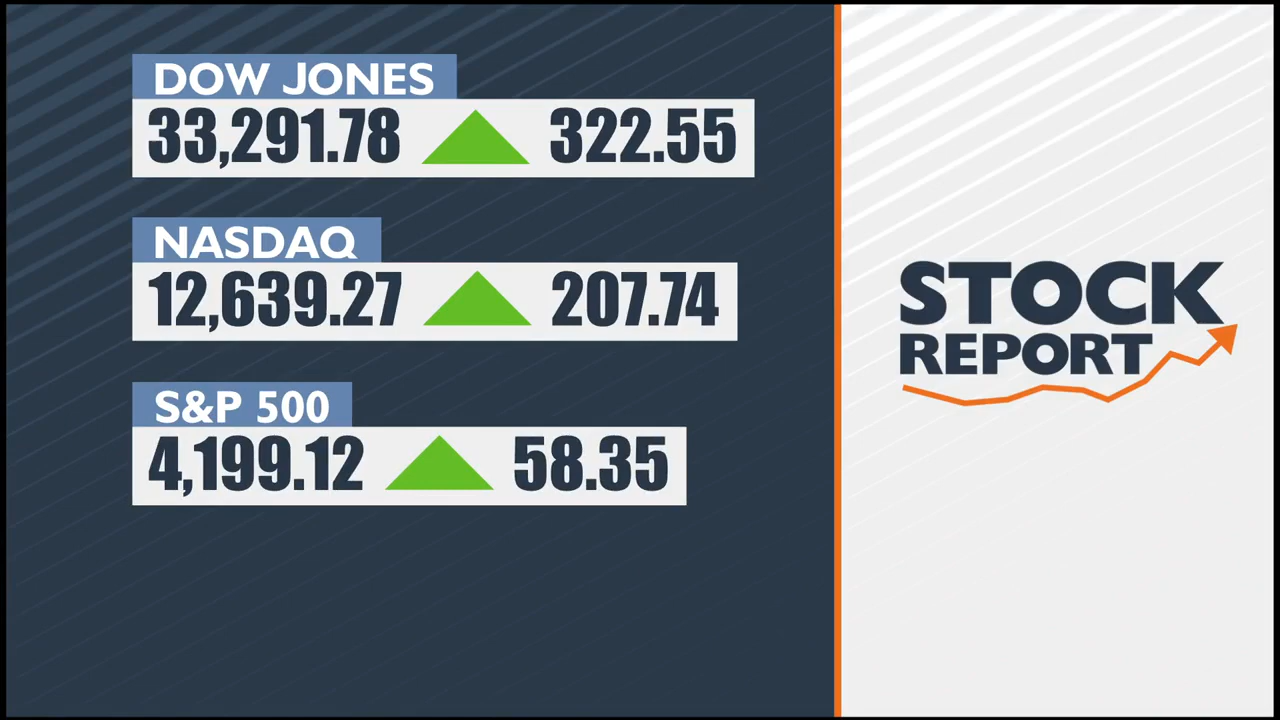 DOW JONES
33,291.78 322.55
NASDAQ
12,639.27 207.74
S&P 500
4,199.12 58.35
STOCK
REPORT